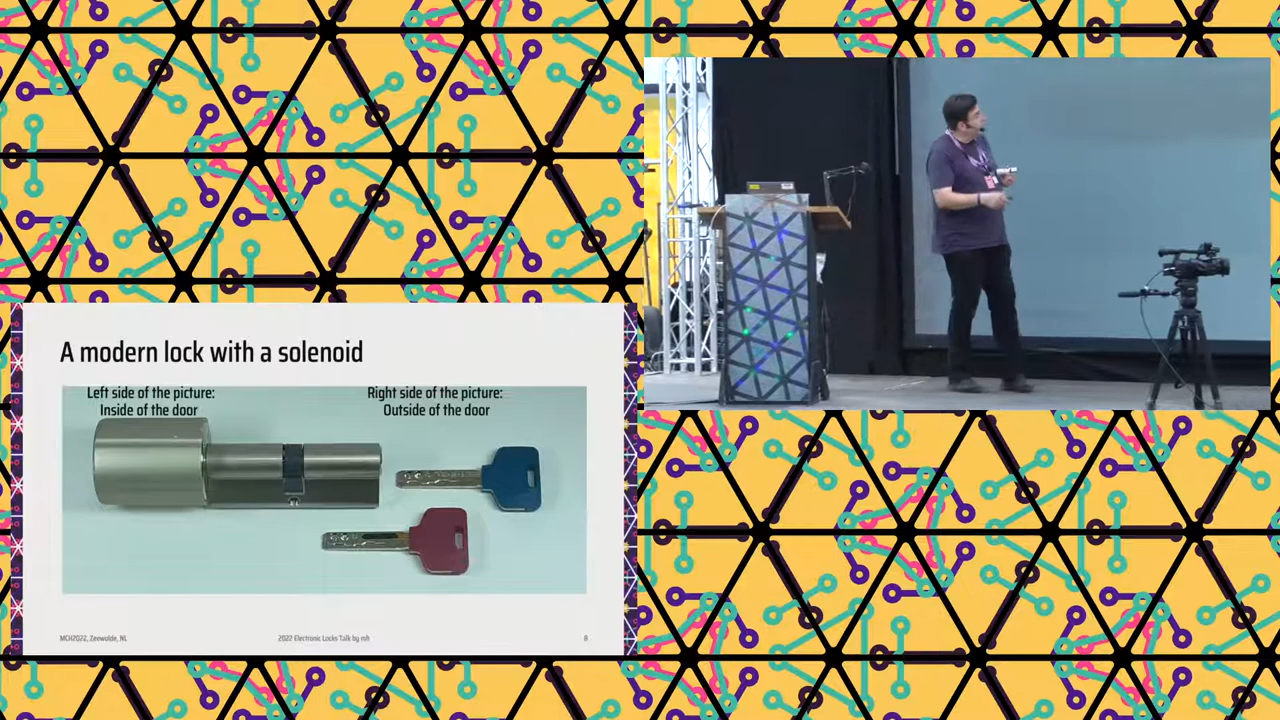 A modern lock with a solenoid
Left side of the picture:
Inside of the door
Right side of the picture:
Outside of the door
MCH2022, Zeewolde, NL
2022 Electronic Locks Talk by mh
8